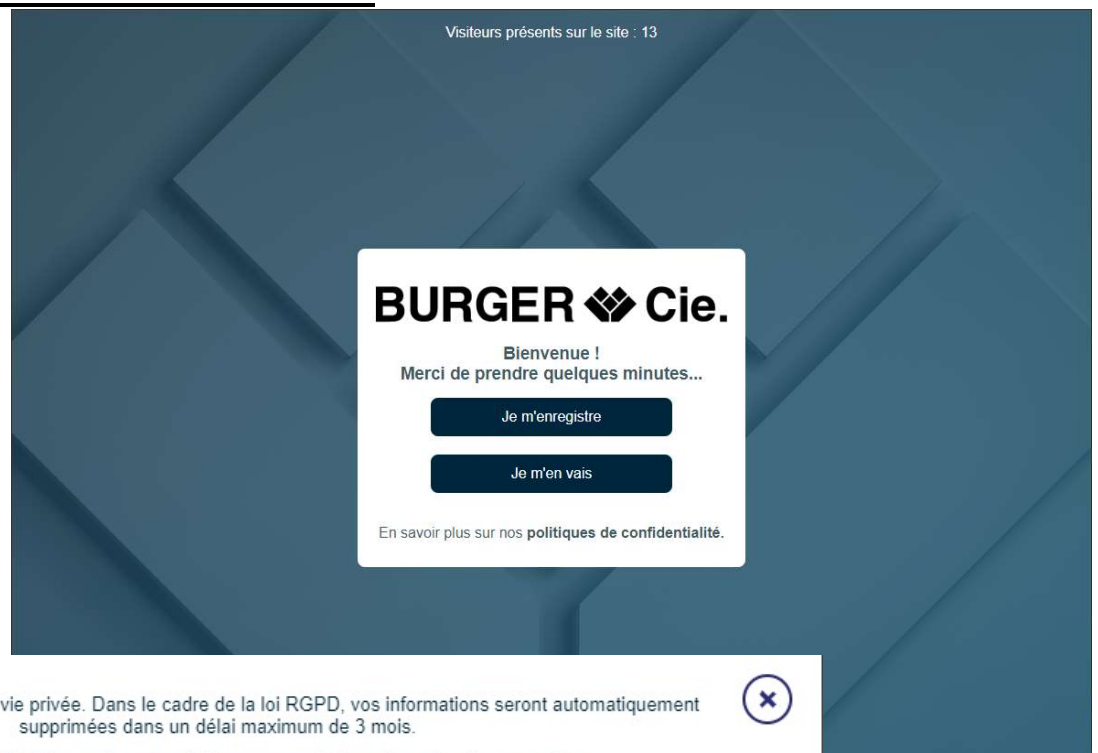 Visiteurs présents sur le site : 13
BURGER Cie.
Bienvenue !
Merci de prendre quelques minutes...
Je m'enregistre
Je m'en vais
En savoir plus sur nos politiques de confidentialité.
vie privée. Dans le cadre de la loi RGPD, vos informations seront automatiquement
supprimées dans un délai maximum de 3 mois.